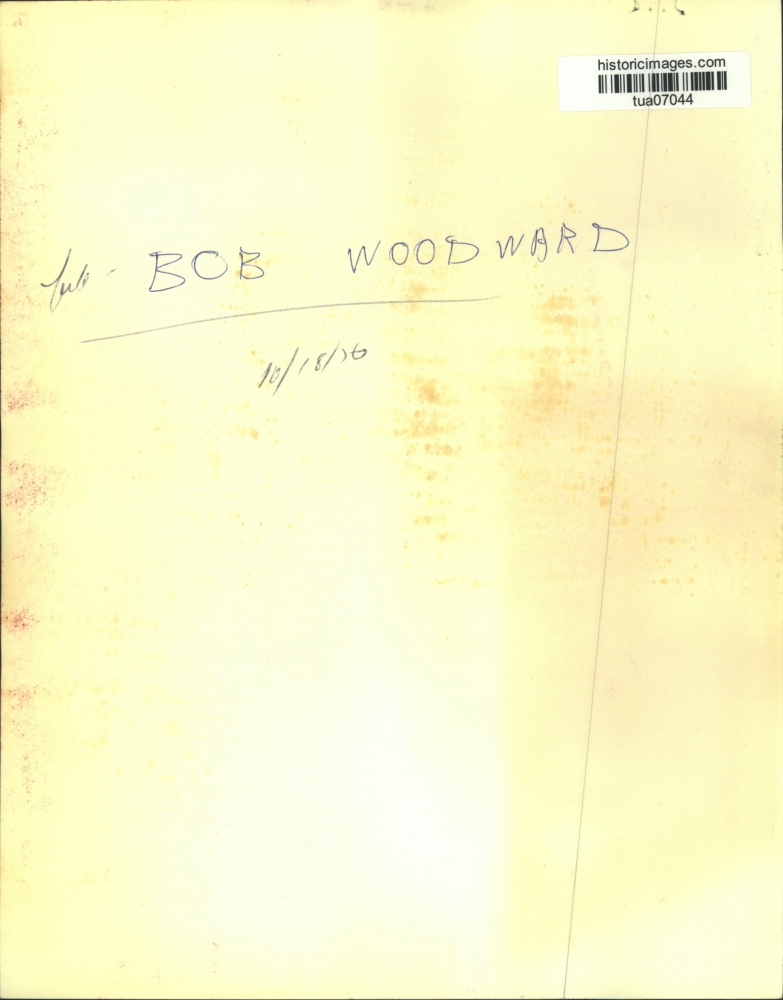 historicimages.com
tua07044
BOB WOODWARD
10/18/76